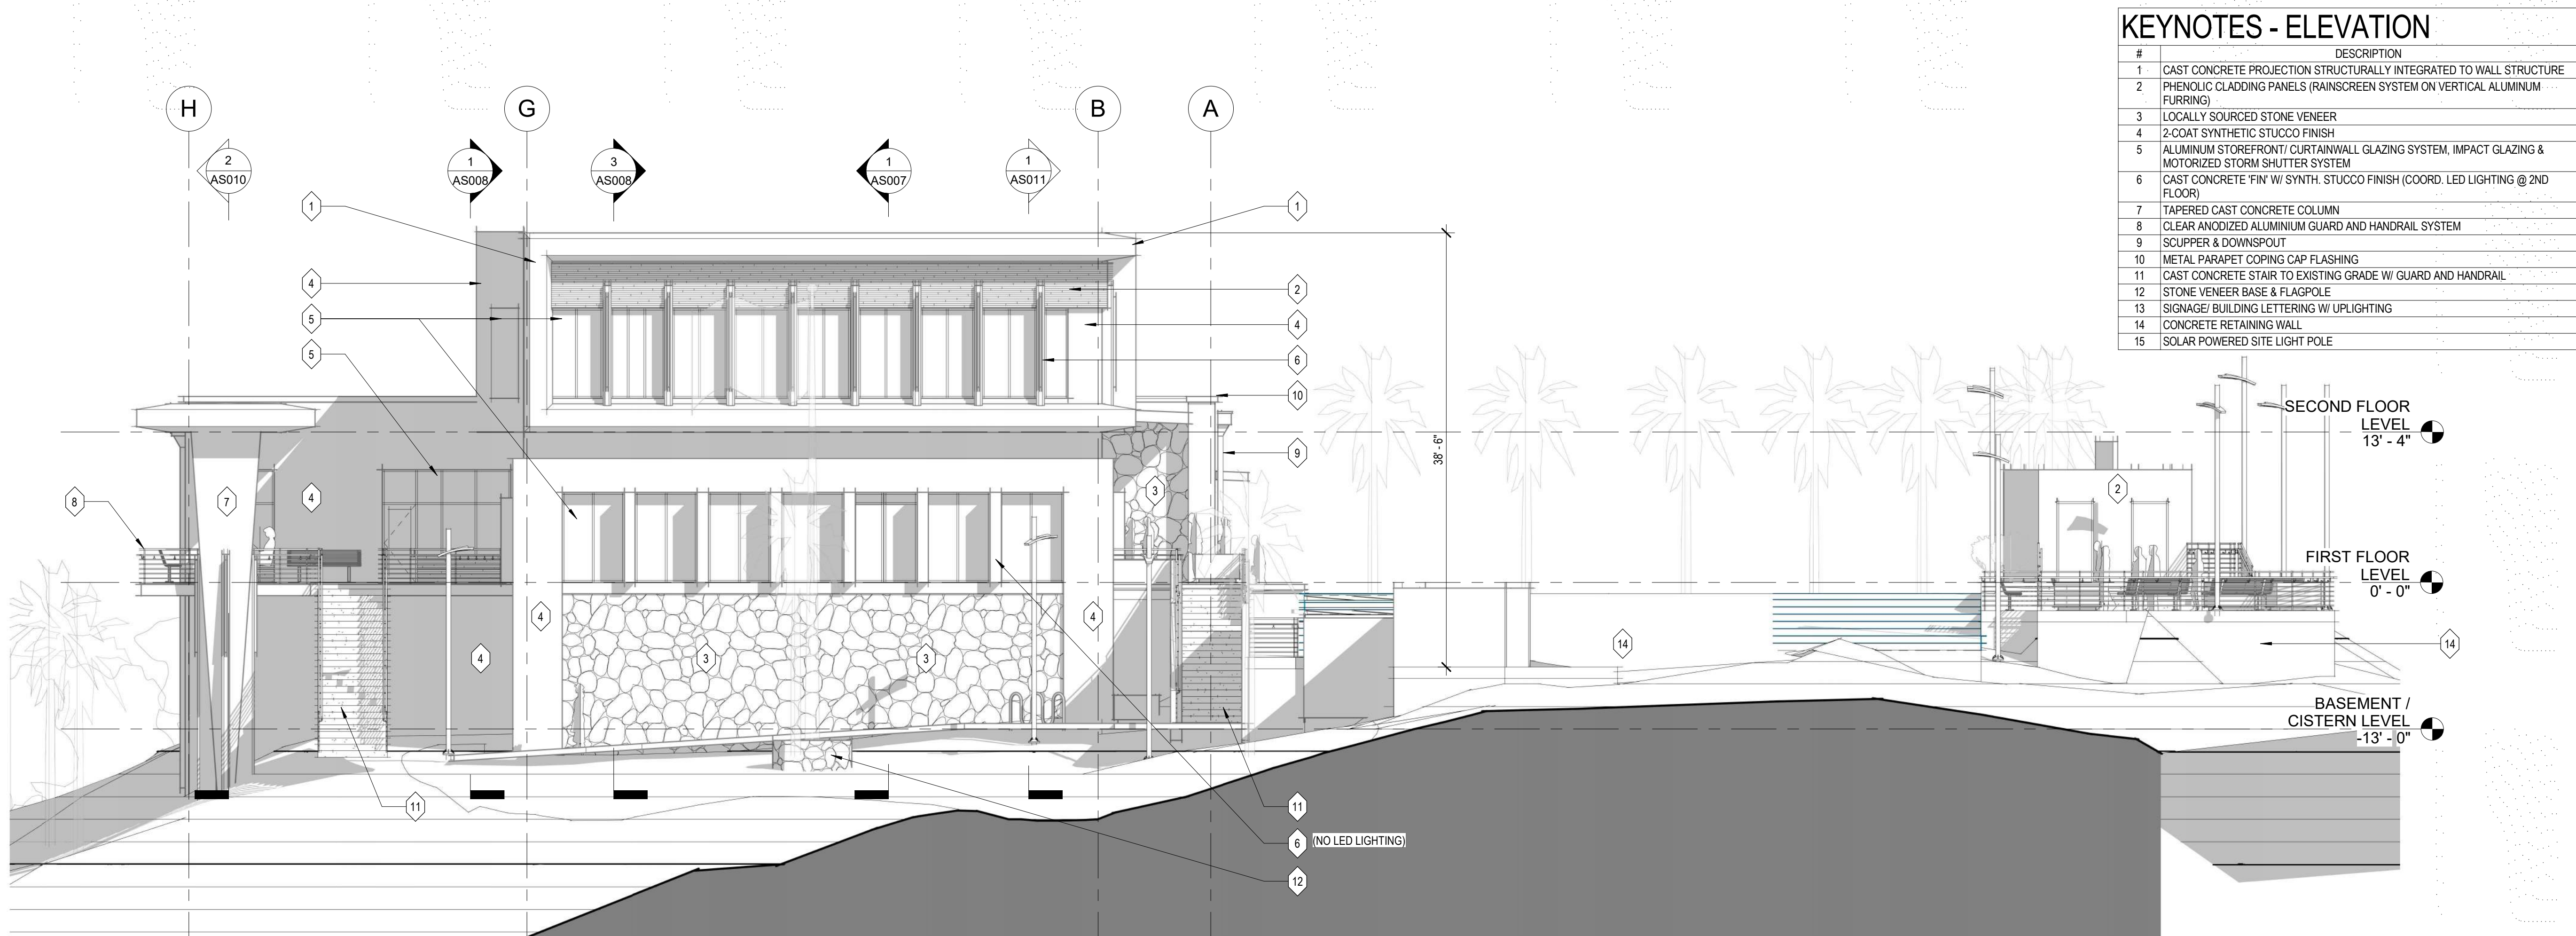 KEYNOTES - ELEVATION
# DESCRIPTION
1 CAST CONCRETE PROJECTION STRUCTURALLY INTEGRATED TO WALL STRUCTURE
2 PHENOLIC CLADDING PANELS (RAINSCREEN SYSTEM ON VERTICAL ALUMINUM
FURRING)
3 LOCALLY SOURCED STONE VENEER
4 2-COAT SYNTHETIC STUCCO FINISH
5 ALUMINUM STOREFRONT/ CURTAINWALL GLAZING SYSTEM, IMPACT GLAZING &
MOTORIZED STORM SHUTTER SYSTEM
6 CAST CONCRETE 'FIN' W/ SYNTH. STUCCO FINISH (COORD. LED LIGHTING @ 2ND
FLOOR)
7 TAPERED CAST CONCRETE COLUMN
8 CLEAR ANODIZED ALUMINIUM GUARD AND HANDRAIL SYSTEM
9 SCUPPER & DOWNSPOUT
10 METAL PARAPET COPING CAP FLASHING
11 CAST CONCRETE STAIR TO EXISTING GRADE W/ GUARD AND HANDRAIL
12 STONE VENEER BASE & FLAGPOLE
13 SIGNAGE/ BUILDING LETTERING W/ UPLIGHTING
14 CONCRETE RETAINING WALL
15 SOLAR POWERED SITE LIGHT POLE
H G B A
2 1 3 1 1
AS010 AS008 AS008 AS007 AS011
1 1
4 2
5 4
5 6
10
38' - 6"
9
SECOND FLOOR
LEVEL
13' - 4"
8 7 4 3 2
FIRST FLOOR
LEVEL
0' - 0"
4 4
4 3 3 14 14
BASEMENT /
CISTERN LEVEL
-13' - 0"
11 11
6 (NO LED LIGHTING)
12